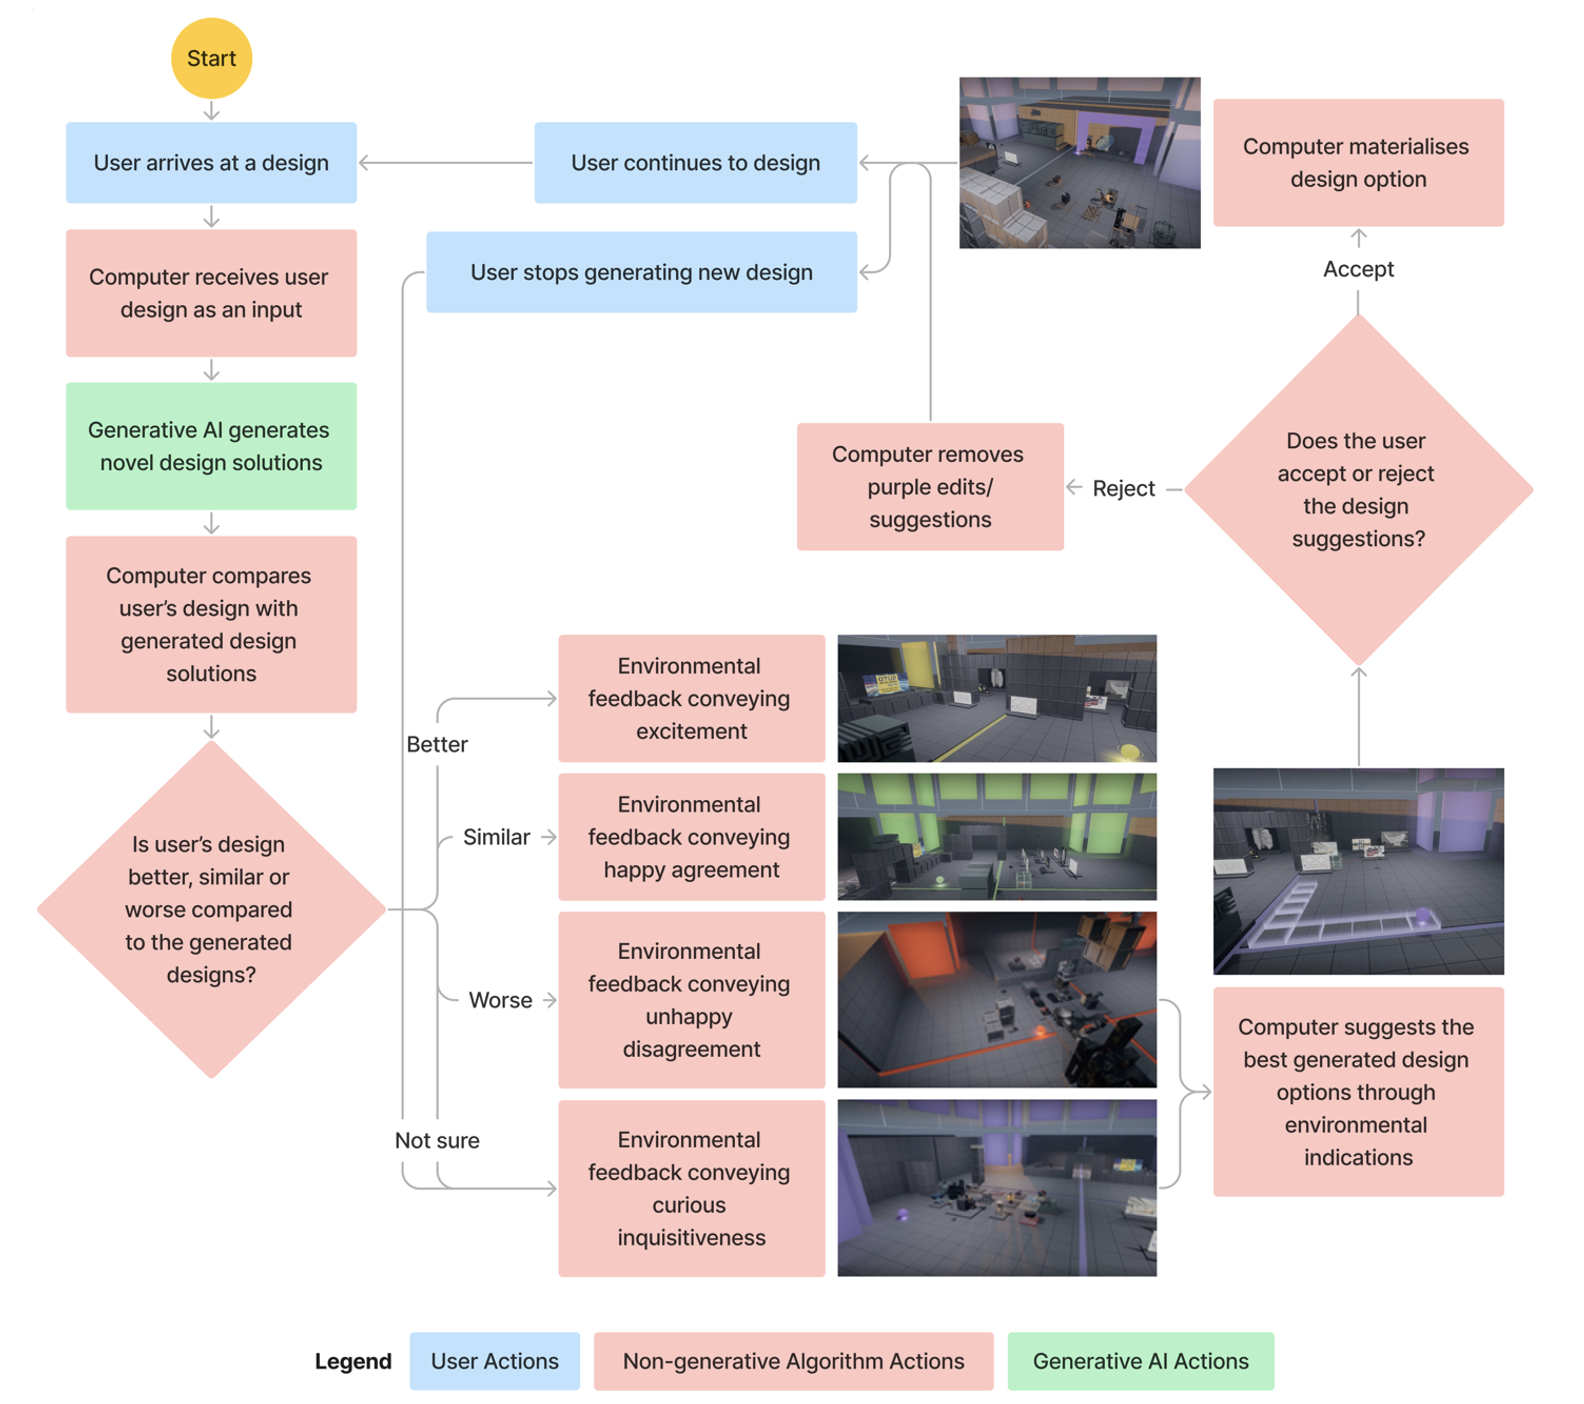 Start
User arrives at a design
User continues to design
Computer materialises
design option
Computer receives user
design as an input
User stops generating new design
Accept
Generative AI generates
novel design solutions
Computer removes
purple edits/
suggestions
Reject
Does the user
accept or reject
the design
suggestions?
Computer compares
user’s design with
generated design
solutions
Is user’s design
better, similar or
worse compared
to the generated
designs?
Better
Environmental
feedback conveying
excitement
Similar
Environmental
feedback conveying
happy agreement
Worse
Environmental
feedback conveying
unhappy
disagreement
Not sure
Environmental
feedback conveying
curious
inquisitiveness
Computer suggests the
best generated design
options through
environmental
indications
Legend
User Actions
Non-generative Algorithm Actions
Generative AI Actions